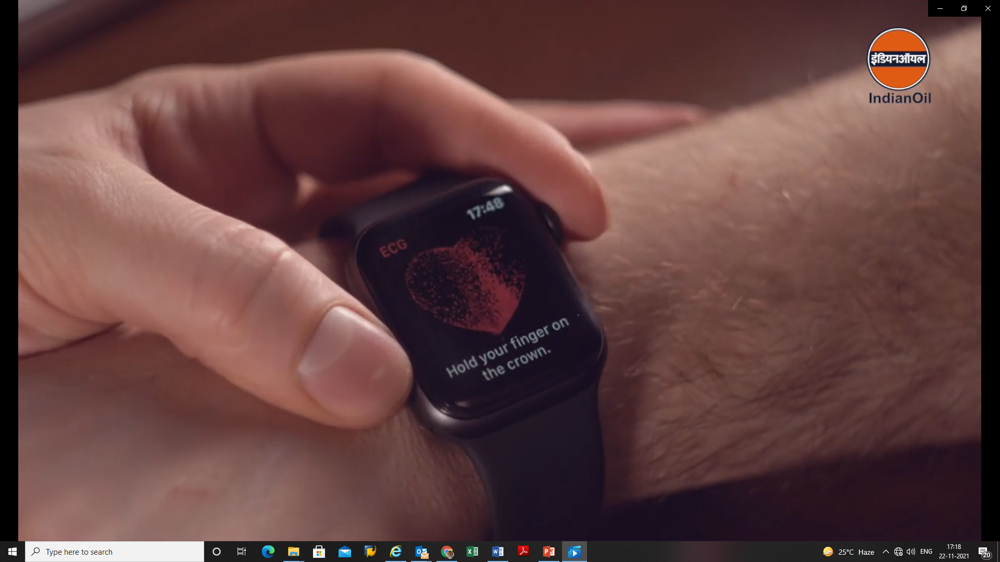 इंडियनऑयल
IndianOil
17:48
ECG
Hold your finger on
the crown.
Type here to search
25°C Haze
ENG
17:18
22-11-2021
20